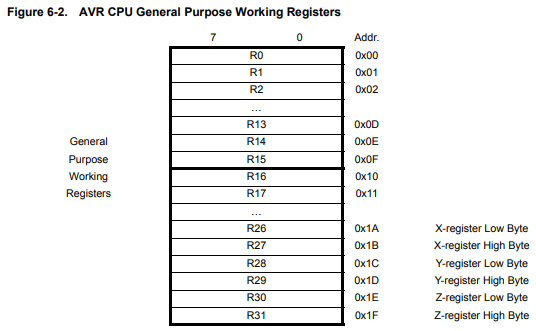 Figure 6-2. AVR CPU General Purpose Working Registers
7 0 Addr.
R0 0x00
R1 0x01
R2 0x02
…
R13 0x0D
General R14 0x0E
Purpose R15 0x0F
Working R16 0x10
Registers R17 0x11
…
R26 0x1A X-register Low Byte
R27 0x1B X-register High Byte
R28 0x1C Y-register Low Byte
R29 0x1D Y-register High Byte
R30 0x1E Z-register Low Byte
R31 0x1F Z-register High Byte